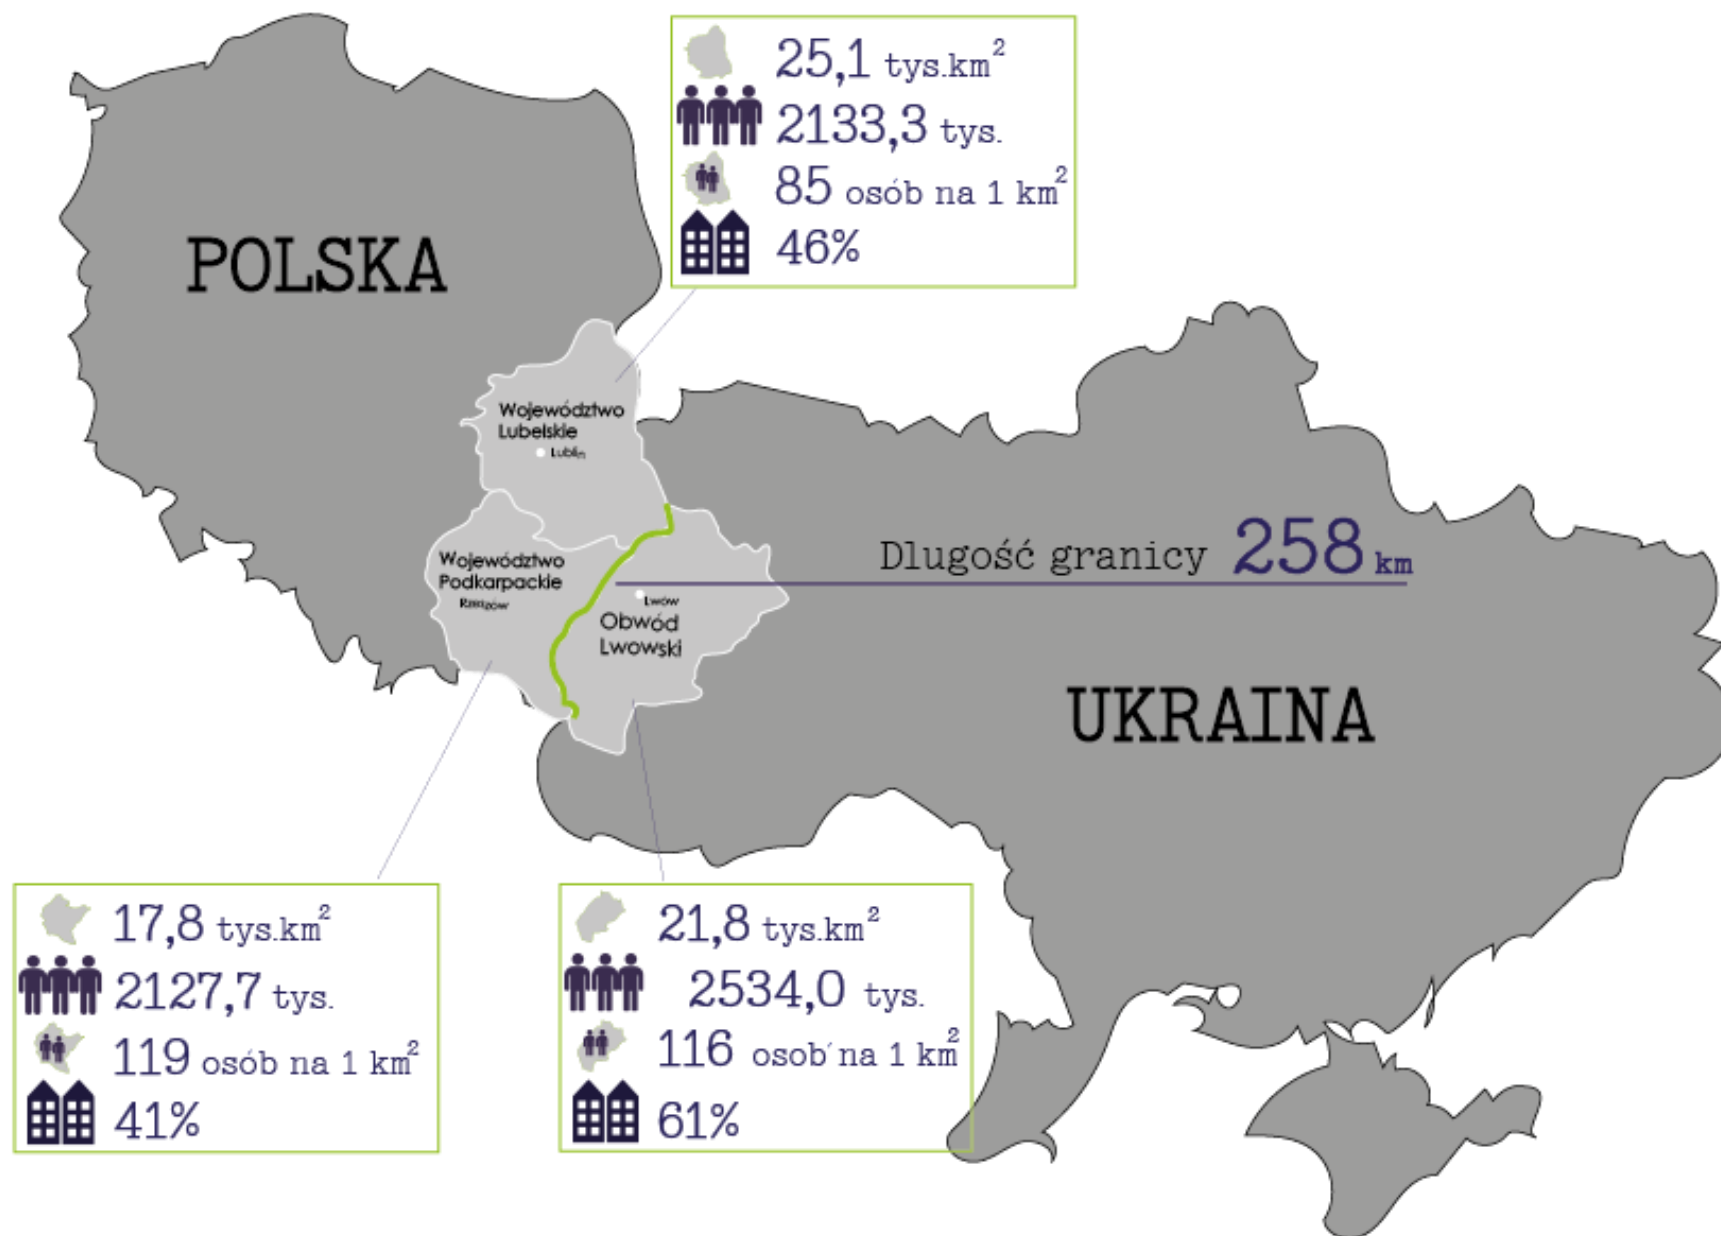 25,1 tys.km²
2133,3 tys.
85 osób na 1 km²
46%
POLSKA
Województwo
Lubelskie
Lublin
Dlugość granicy 258 km
Województwo
Podkarpackie
Rzeszów
Lwów
Obwód
Lwowski
UKRAINA
17,8 tys.km²
2127,7 tys.
119 osób na 1 km²
41%
21,8 tys.km²
2534,0 tys.
116 osob´na 1 km²
61%